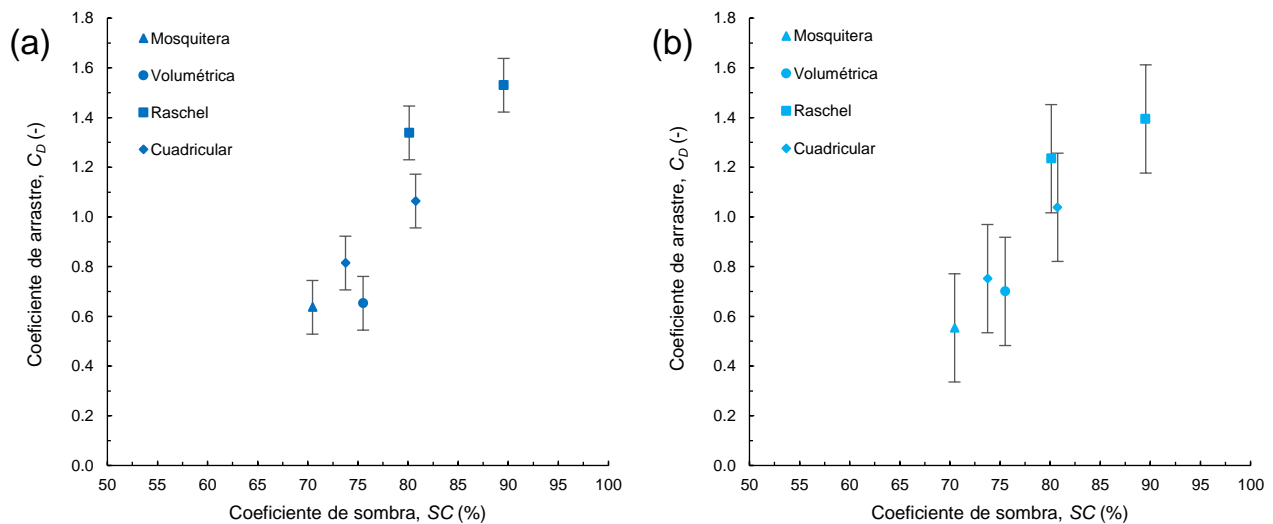 (a)
Coeficiente de arrastre, C_D (-)
1.8
1.6
1.4
1.2
1.0
0.8
0.6
0.4
0.2
0.0
Mosquitera
Volumétrica
Raschel
Cuadricular
50 55 60 65 70 75 80 85 90 95 100
Coeficiente de sombra, SC (%)
(b)
Coeficiente de arrastre, C_D (-)
1.8
1.6
1.4
1.2
1.0
0.8
0.6
0.4
0.2
0.0
Mosquitera
Volumétrica
Raschel
Cuadricular
50 55 60 65 70 75 80 85 90 95 100
Coeficiente de sombra, SC (%)